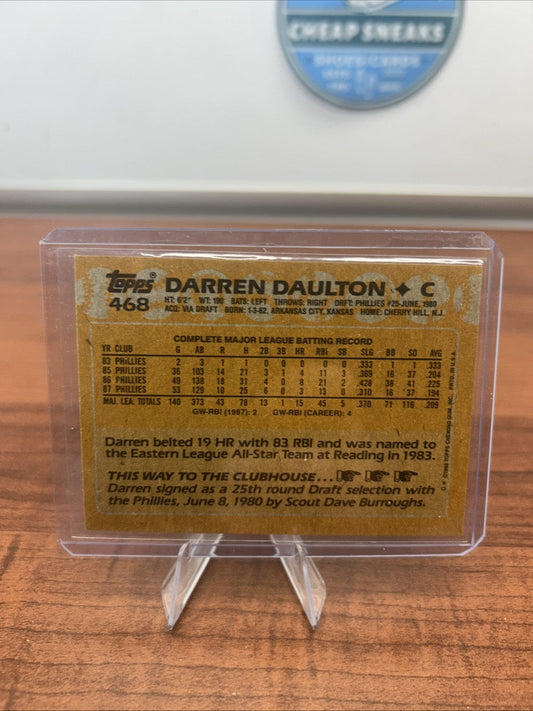 CHEAP SNEAKS
SHOES CARDS
Topps
468
DARREN DAULTON ✦ C
HT: 6'2" WT: 190 BATS: LEFT THROWS: RIGHT DRAFT: PHILLIES #25-JUNE, 1980
ACQ: VIA DRAFT BORN: 1-3-62, ARKANSAS CITY, KANSAS HOME: CHERRY HILL, N.J.
COMPLETE MAJOR LEAGUE BATTING RECORD
YR CLUB G AB R H 2B 3B HR RBI SB SLG BB SO AVG
83 PHILLIES 2 3 1 1 0 0 0 0 0 .333 1 1 .333
85 PHILLIES 36 103 14 21 3 1 4 11 3 .369 16 37 .204
86 PHILLIES 49 138 18 31 4 0 8 21 2 .428 38 41 .225
87 PHILLIES 53 129 10 25 6 0 3 13 0 .310 16 37 .194
MAJ. LEA. TOTALS 140 373 43 78 13 1 15 45 5 .370 71 116 .209
GW-RBI (1987): 2 GW-RBI (CAREER): 4
Darren belted 19 HR with 83 RBI and was named to
the Eastern League All-Star Team at Reading in 1983.
THIS WAY TO THE CLUBHOUSE...
Darren signed as a 25th round Draft selection with
the Phillies, June 8, 1980 by Scout Dave Burroughs.
TOPPS CHEWING GUM, INC. PRTD. IN U.S.A.